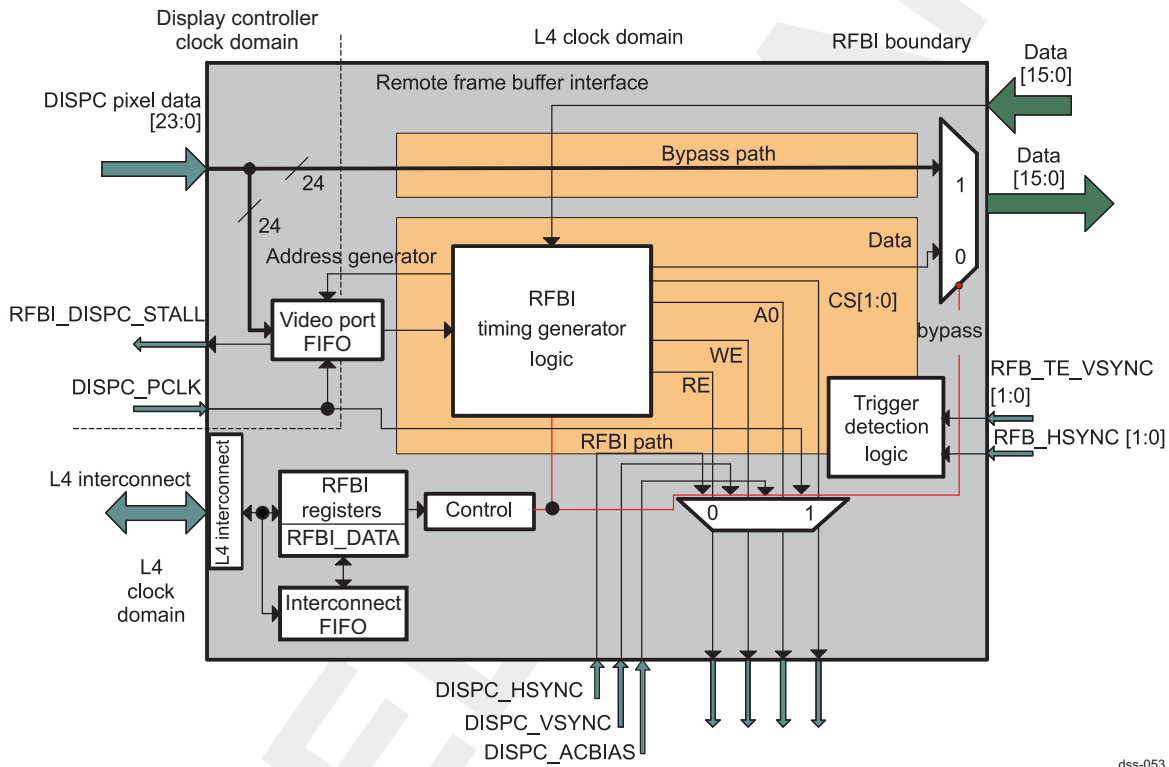 Display controller
clock domain
L4 clock domain
RFBI boundary
Data
[15:0]
Remote frame buffer interface
DISPC pixel data
[23:0]
Bypass path
24
24
1
Data
[15:0]
Data
0
Address generator
RFBI
timing generator
logic
CS[1:0]
A0
WE
RE
bypass
RFBI_DISPC_STALL
Video port
FIFO
DISPC_PCLK
RFB_TE_VSYNC
[1:0]
RFB_HSYNC [1:0]
Trigger
detection
logic
RFBI path
L4 interconnect
L4 interconnect
RFBI
registers
RFBI_DATA
Control
0
1
Interconnect
FIFO
L4
clock
domain
DISPC_HSYNC
DISPC_VSYNC
DISPC_ACBIAS
dss-053